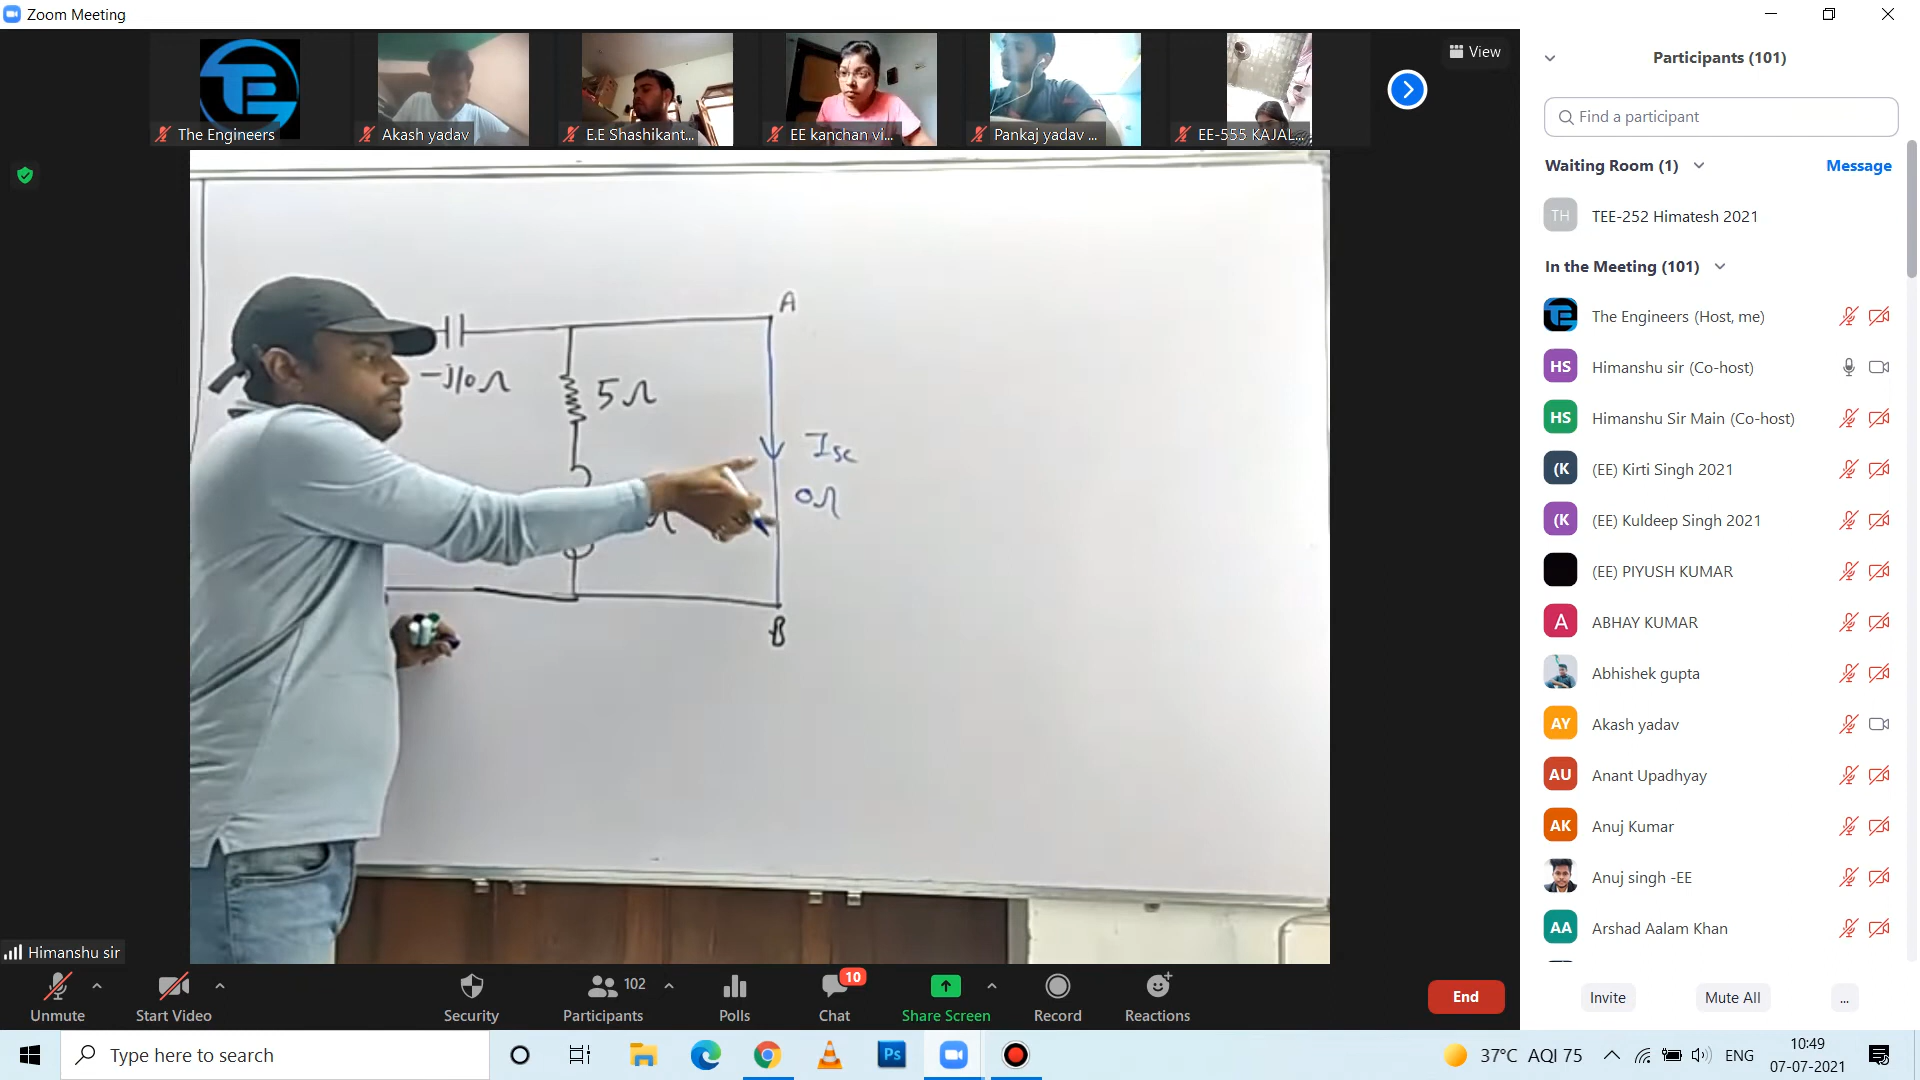 Zoom Meeting
TE
The Engineers
Akash yadav
E.E Shashikant...
EE kanchan vi...
Pankaj yadav ...
EE-555 KAJAL...
View
A
-j10Ω
5Ω
Isc
0Ω
B
Himanshu sir
Participants (101)
Find a participant
Waiting Room (1)
Message
TH
TEE-252 Himatesh 2021
In the Meeting (101)
TE
The Engineers (Host, me)
HS
Himanshu sir (Co-host)
HS
Himanshu Sir Main (Co-host)
(K
(EE) Kirti Singh 2021
(K
(EE) Kuldeep Singh 2021
(EE) PIYUSH KUMAR
A
ABHAY KUMAR
Abhishek gupta
AY
Akash yadav
AU
Anant Upadhyay
AK
Anuj Kumar
Anuj singh -EE
AA
Arshad Aalam Khan
Unmute
Start Video
Security
102
Participants
Polls
10
Chat
Share Screen
Record
Reactions
End
Invite
Mute All
...
Type here to search
Ps
37°C AQI 75
ENG
10:49
07-07-2021